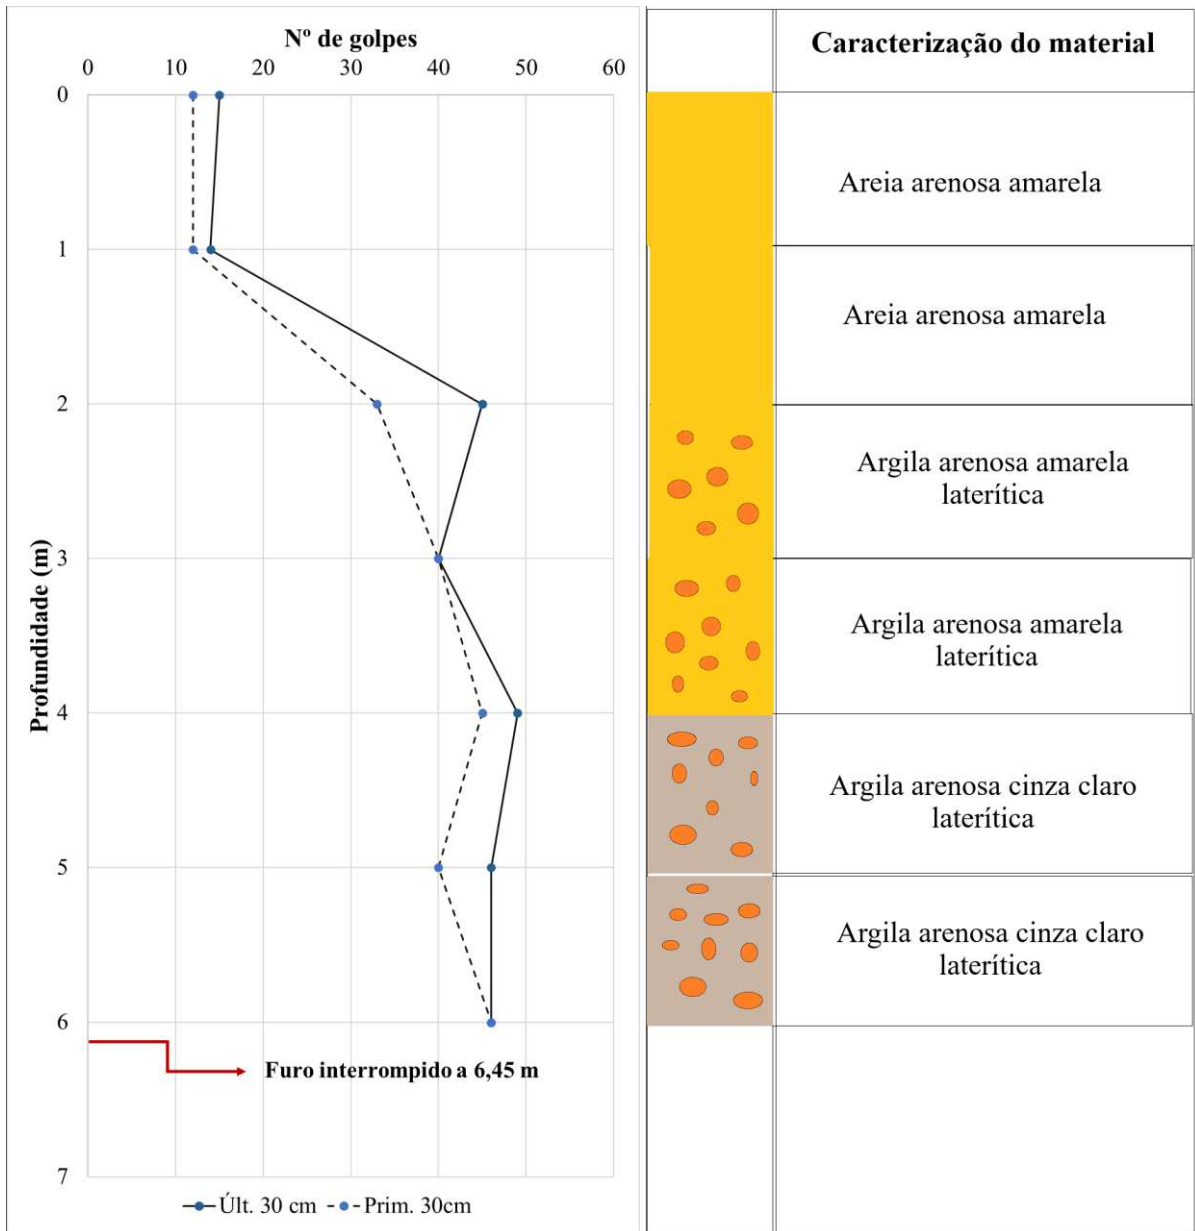 Nº de golpes
0 10 20 30 40 50 60
0
1
2
3
4
5
6
7
Profundidade (m)
Furo interrompido a 6,45 m
Últ. 30 cm Prim. 30cm
Caracterização do material
Areia arenosa amarela
Areia arenosa amarela
Argila arenosa amarela
laterítica
Argila arenosa amarela
laterítica
Argila arenosa cinza claro
laterítica
Argila arenosa cinza claro
laterítica